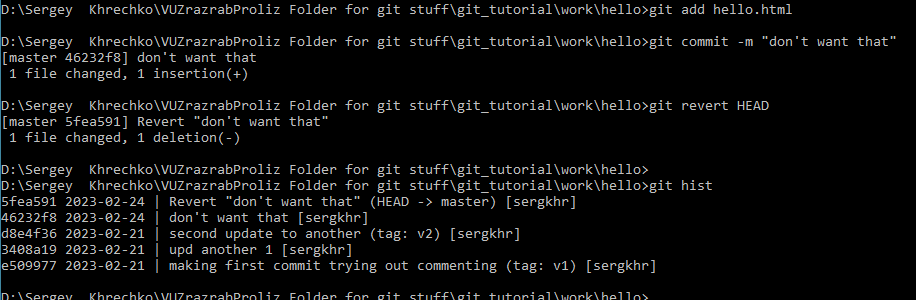 D:\Sergey  Khrechko\VUZrazrabProliz Folder for git stuff\git_tutorial\work\hello>git add hello.html
D:\Sergey  Khrechko\VUZrazrabProliz Folder for git stuff\git_tutorial\work\hello>git commit -m "don't want that"
[master 46232f8] don't want that
 1 file changed, 1 insertion(+)
D:\Sergey  Khrechko\VUZrazrabProliz Folder for git stuff\git_tutorial\work\hello>git revert HEAD
[master 5fea591] Revert "don't want that"
 1 file changed, 1 deletion(-)
D:\Sergey  Khrechko\VUZrazrabProliz Folder for git stuff\git_tutorial\work\hello>
D:\Sergey  Khrechko\VUZrazrabProliz Folder for git stuff\git_tutorial\work\hello>git hist
5fea591 2023-02-24 | Revert "don't want that" (HEAD -> master) [sergkhr]
46232f8 2023-02-24 | don't want that [sergkhr]
d8e4f36 2023-02-21 | second update to another (tag: v2) [sergkhr]
3408a19 2023-02-21 | upd another 1 [sergkhr]
e509977 2023-02-21 | making first commit trying out commenting (tag: v1) [sergkhr]
D:\Sergey  Khrechko\VUZrazrabProliz Folder for git stuff\git_tutorial\work\hello>